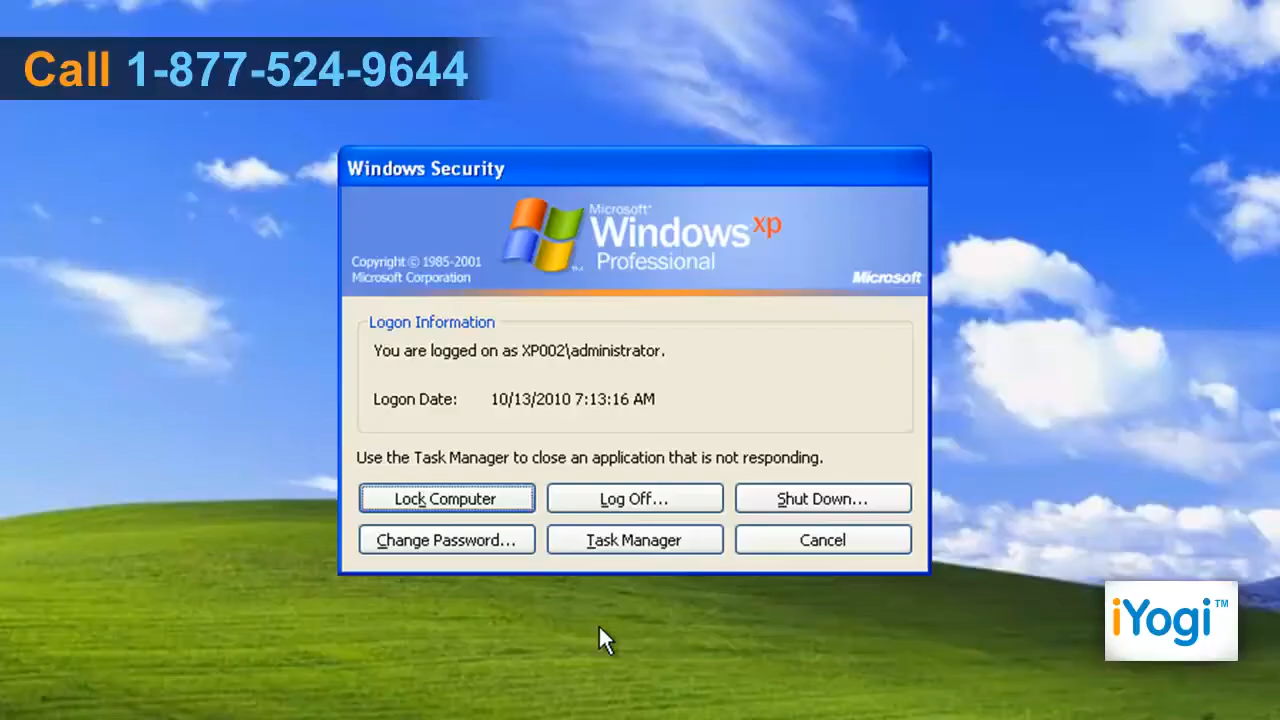 Call 1-877-524-9644
Windows Security
Microsoft®
Windows xp
Professional
Copyright © 1985-2001
Microsoft Corporation
Microsoft
Logon Information
You are logged on as XP002\administrator.
Logon Date: 10/13/2010 7:13:16 AM
Use the Task Manager to close an application that is not responding.
Lock Computer Log Off... Shut Down...
Change Password... Task Manager Cancel
iYogi™